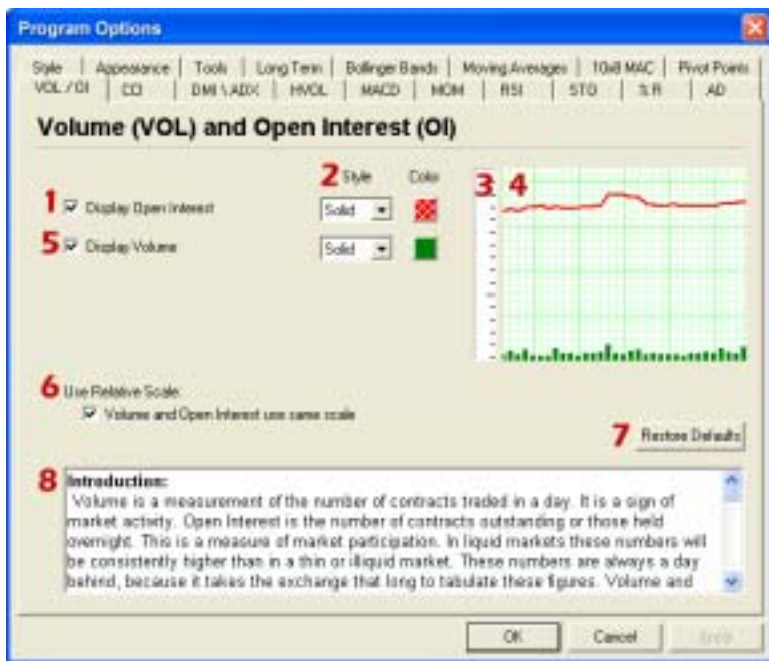 Program Options
Style Appearance Tools Long Term Bollinger Bands Moving Averages 10x8 MAC Pivot Points
VOL / OI CCI DMI \ ADX HVOL MACD MOM RSI STO % R AD
Volume (VOL) and Open Interest (OI)
2 Style Color 3 4
1 Display Open Interest Solid
5 Display Volume Solid
6 Use Relative Scale:
Volume and Open Interest use same scale
7 Restore Defaults
8 Introduction:
Volume is a measurement of the number of contracts traded in a day. It is a sign of
market activity. Open Interest is the number of contracts outstanding or those held
overnight. This is a measure of market participation. In liquid markets these numbers will
be consistently higher than in a thin or illiquid market. These numbers are always a day
behind, because it takes the exchange that long to tabulate these figures. Volume and
OK Cancel Apply